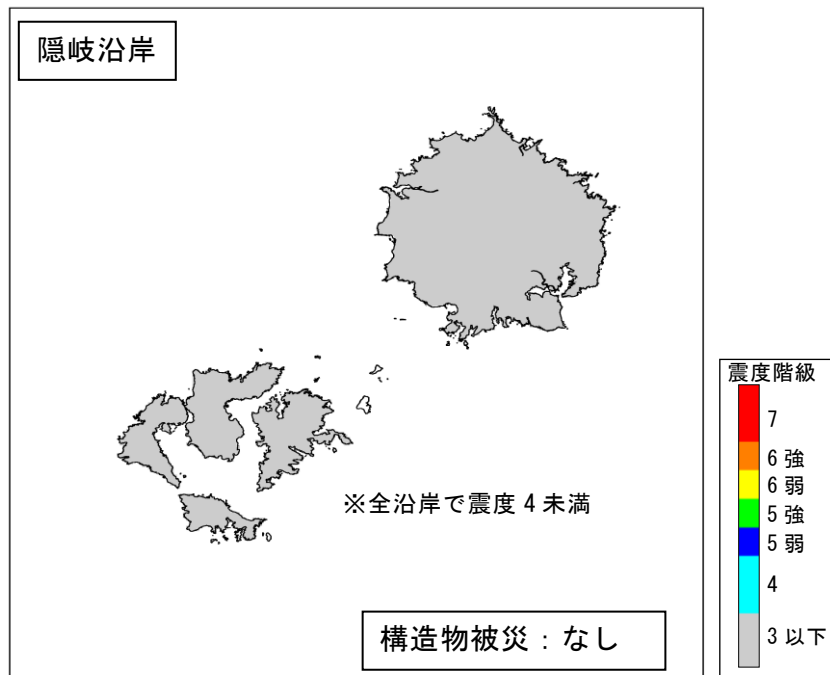 隠岐沿岸
※全沿岸で震度 4 未満
構造物被災：なし
震度階級
7
6 強
6 弱
5 強
5 弱
4
3 以下